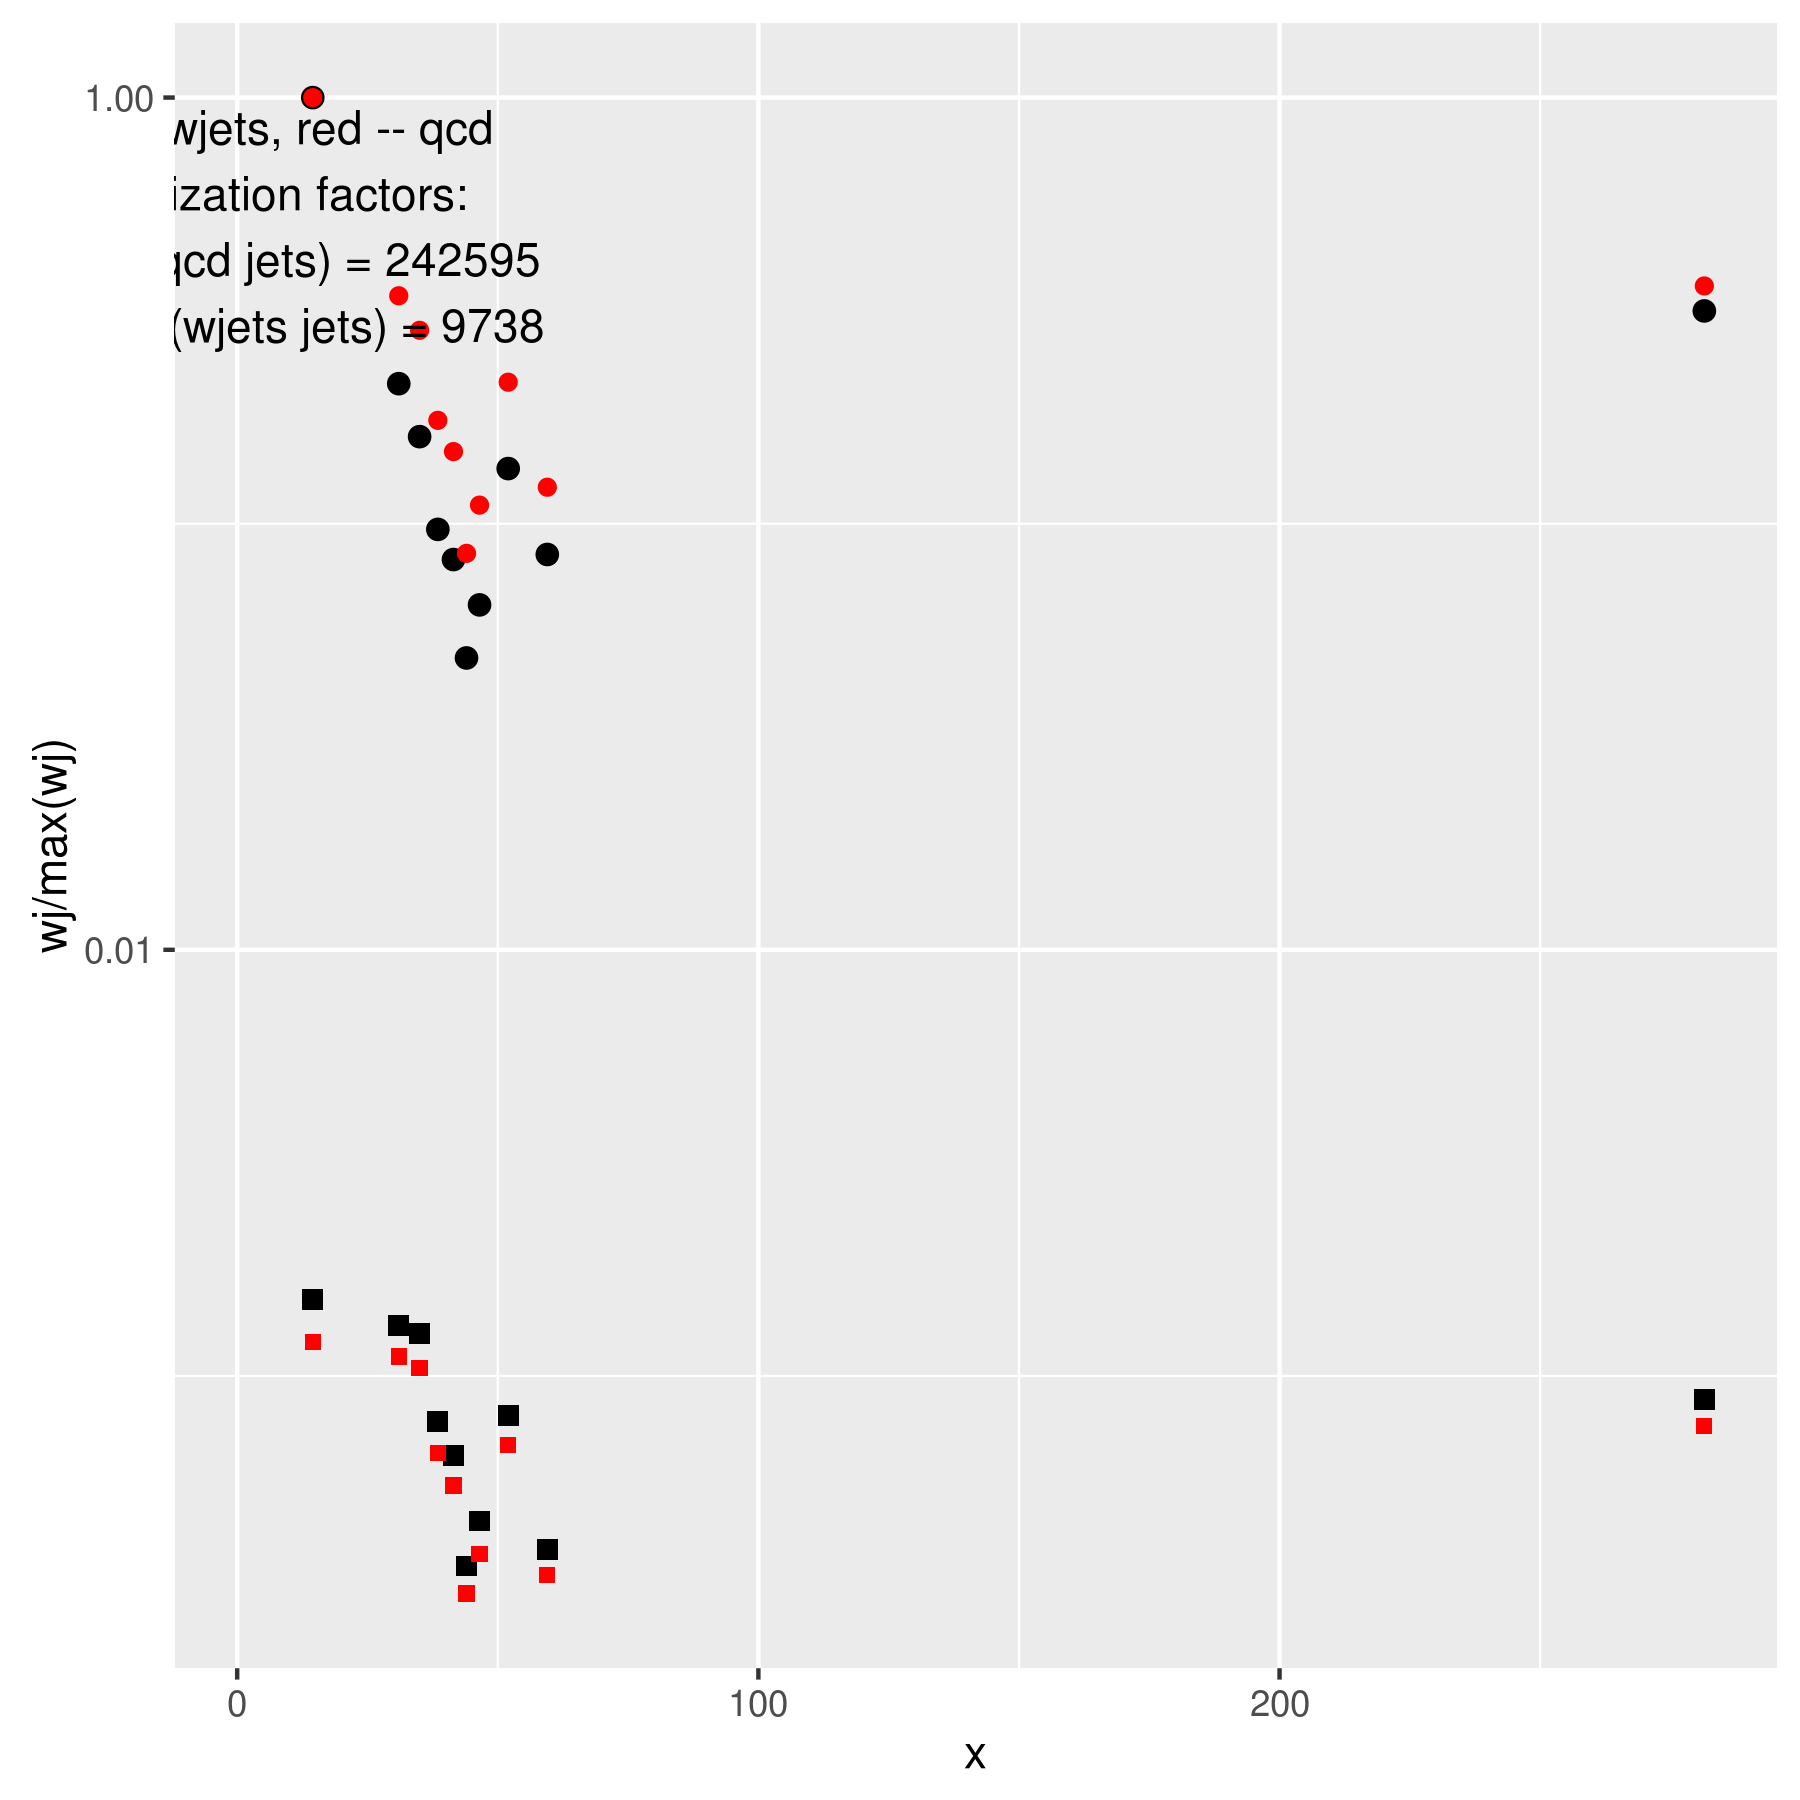 1.00
wjets, red -- qcd
ization factors:
qcd jets) = 242595
(wjets jets) = 9738
wj/max(wj)
0.01
0 100 200
x